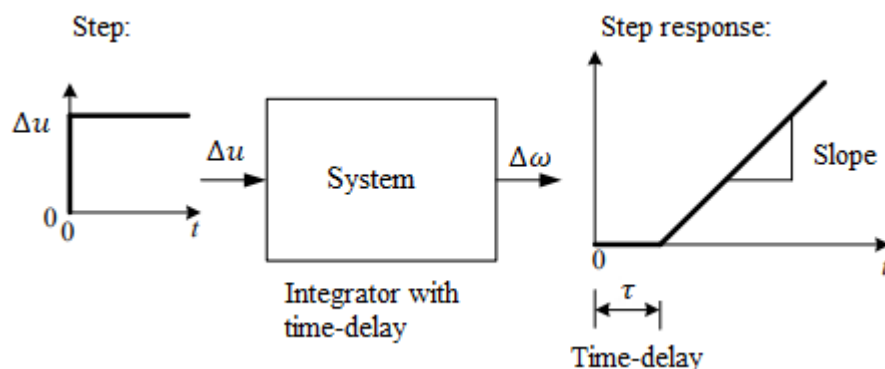 Step:
Step response:
Δu
Δu
Δω
System
Slope
0
0
t
0
t
Integrator with
time-delay
τ
Time-delay